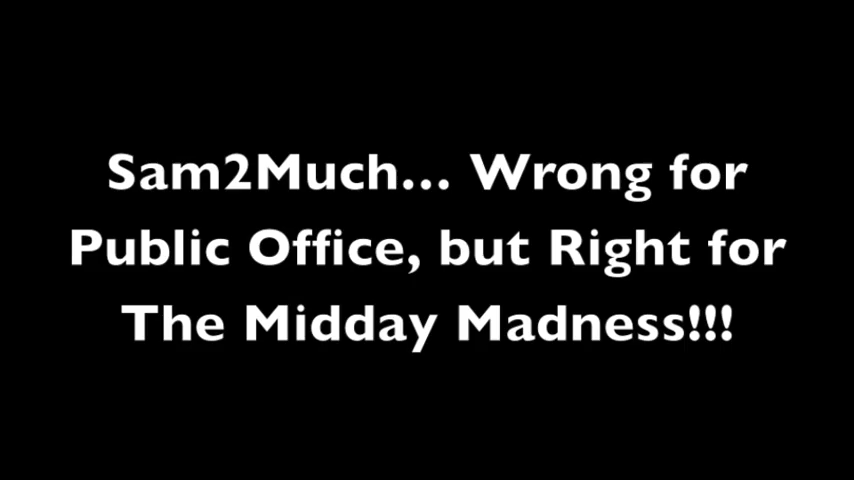 Sam2Much... Wrong for
Public Office, but Right for
The Midday Madness!!!